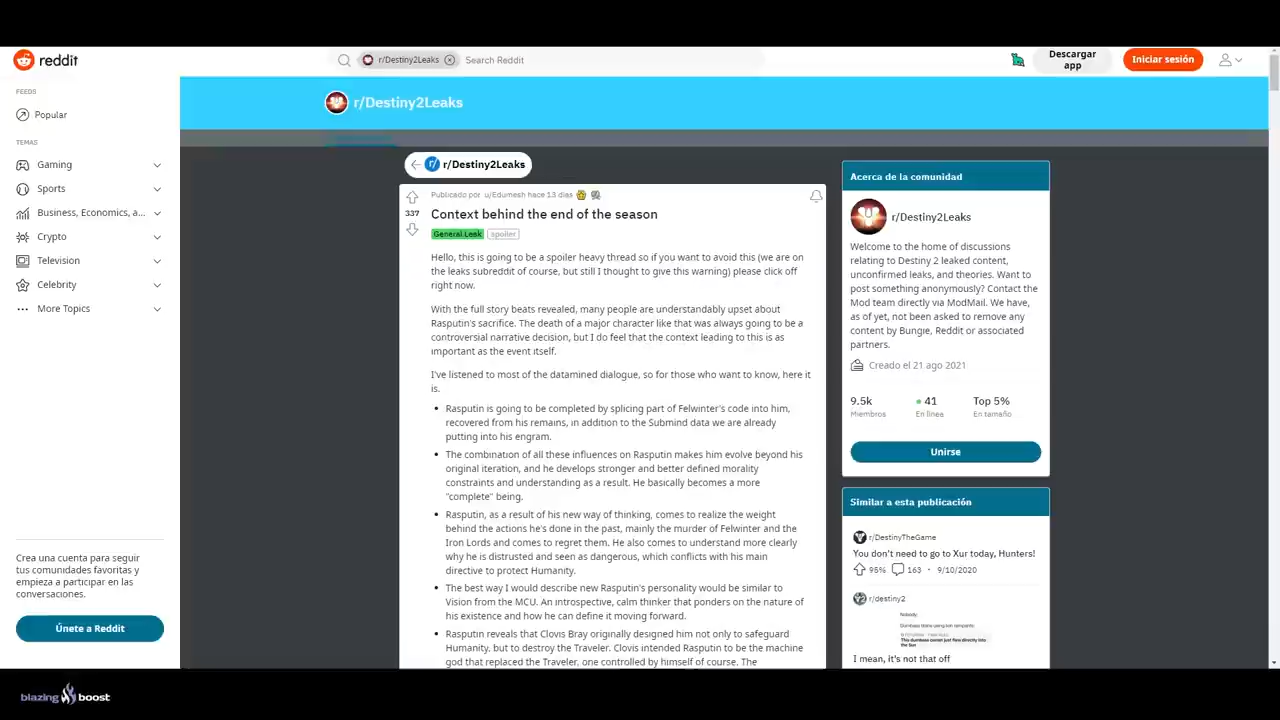 reddit
r/Destiny2Leaks
Search Reddit
Descargar app
Iniciar sesión
FEEDS
Popular
TEMAS
Gaming
Sports
Business, Economics, a...
Crypto
Television
Celebrity
More Topics
Crea una cuenta para seguir
tus comunidades favoritas y
empieza a participar en las
conversaciones.
Únete a Reddit
r/Destiny2Leaks
r/Destiny2Leaks
337
Publicado por u/Edumesh hace 13 días
Context behind the end of the season
General Leak spoiler
Hello, this is going to be a spoiler heavy thread so if you want to avoid this (we are on
the leaks subreddit of course, but still I thought to give this warning) please click off
right now.
With the full story beats revealed, many people are understandably upset about
Rasputin's sacrifice. The death of a major character like that was always going to be a
controversial narrative decision, but I do feel that the context leading to this is as
important as the event itself.
I've listened to most of the datamined dialogue, so for those who want to know, here it
is.
• Rasputin is going to be completed by splicing part of Felwinter's code into him,
recovered from his remains, in addition to the Submind data we are already
putting into his engram.
• The combination of all these influences on Rasputin makes him evolve beyond his
original iteration, and he develops stronger and better defined morality
constraints and understanding as a result. He basically becomes a more
"complete" being.
• Rasputin, as a result of his new way of thinking, comes to realize the weight
behind the actions he's done in the past, mainly the murder of Felwinter and the
Iron Lords and comes to regret them. He also comes to understand more clearly
why he is distrusted and seen as dangerous, which conflicts with his main
directive to protect Humanity.
• The best way I would describe new Rasputin's personality would be similar to
Vision from the MCU. An introspective, calm thinker that ponders on the nature of
his existence and how he can define it moving forward.
• Rasputin reveals that Clovis Bray originally designed him not only to safeguard
Humanity, but to destroy the Traveler. Clovis intended Rasputin to be the machine
god that replaced the Traveler, one controlled by himself of course. The
Acerca de la comunidad
r/Destiny2Leaks
Welcome to the home of discussions
relating to Destiny 2 leaked content,
unconfirmed leaks, and theories. Want to
post something anonymously? Contact the
Mod team directly via ModMail. We have,
as of yet, not been asked to remove any
content by Bungie, Reddit or associated
partners.
Creado el 21 ago 2021
9.5k 41 Top 5%
Miembros En línea En tamaño
Unirse
Similar a esta publicación
r/DestinyTheGame
You don't need to go to Xur today, Hunters!
95% 163 · 9/10/2020
r/destiny2
Nobody:
This dumbass cannot just flew directly into
the Sun
I mean, it's not that off
blazing boost